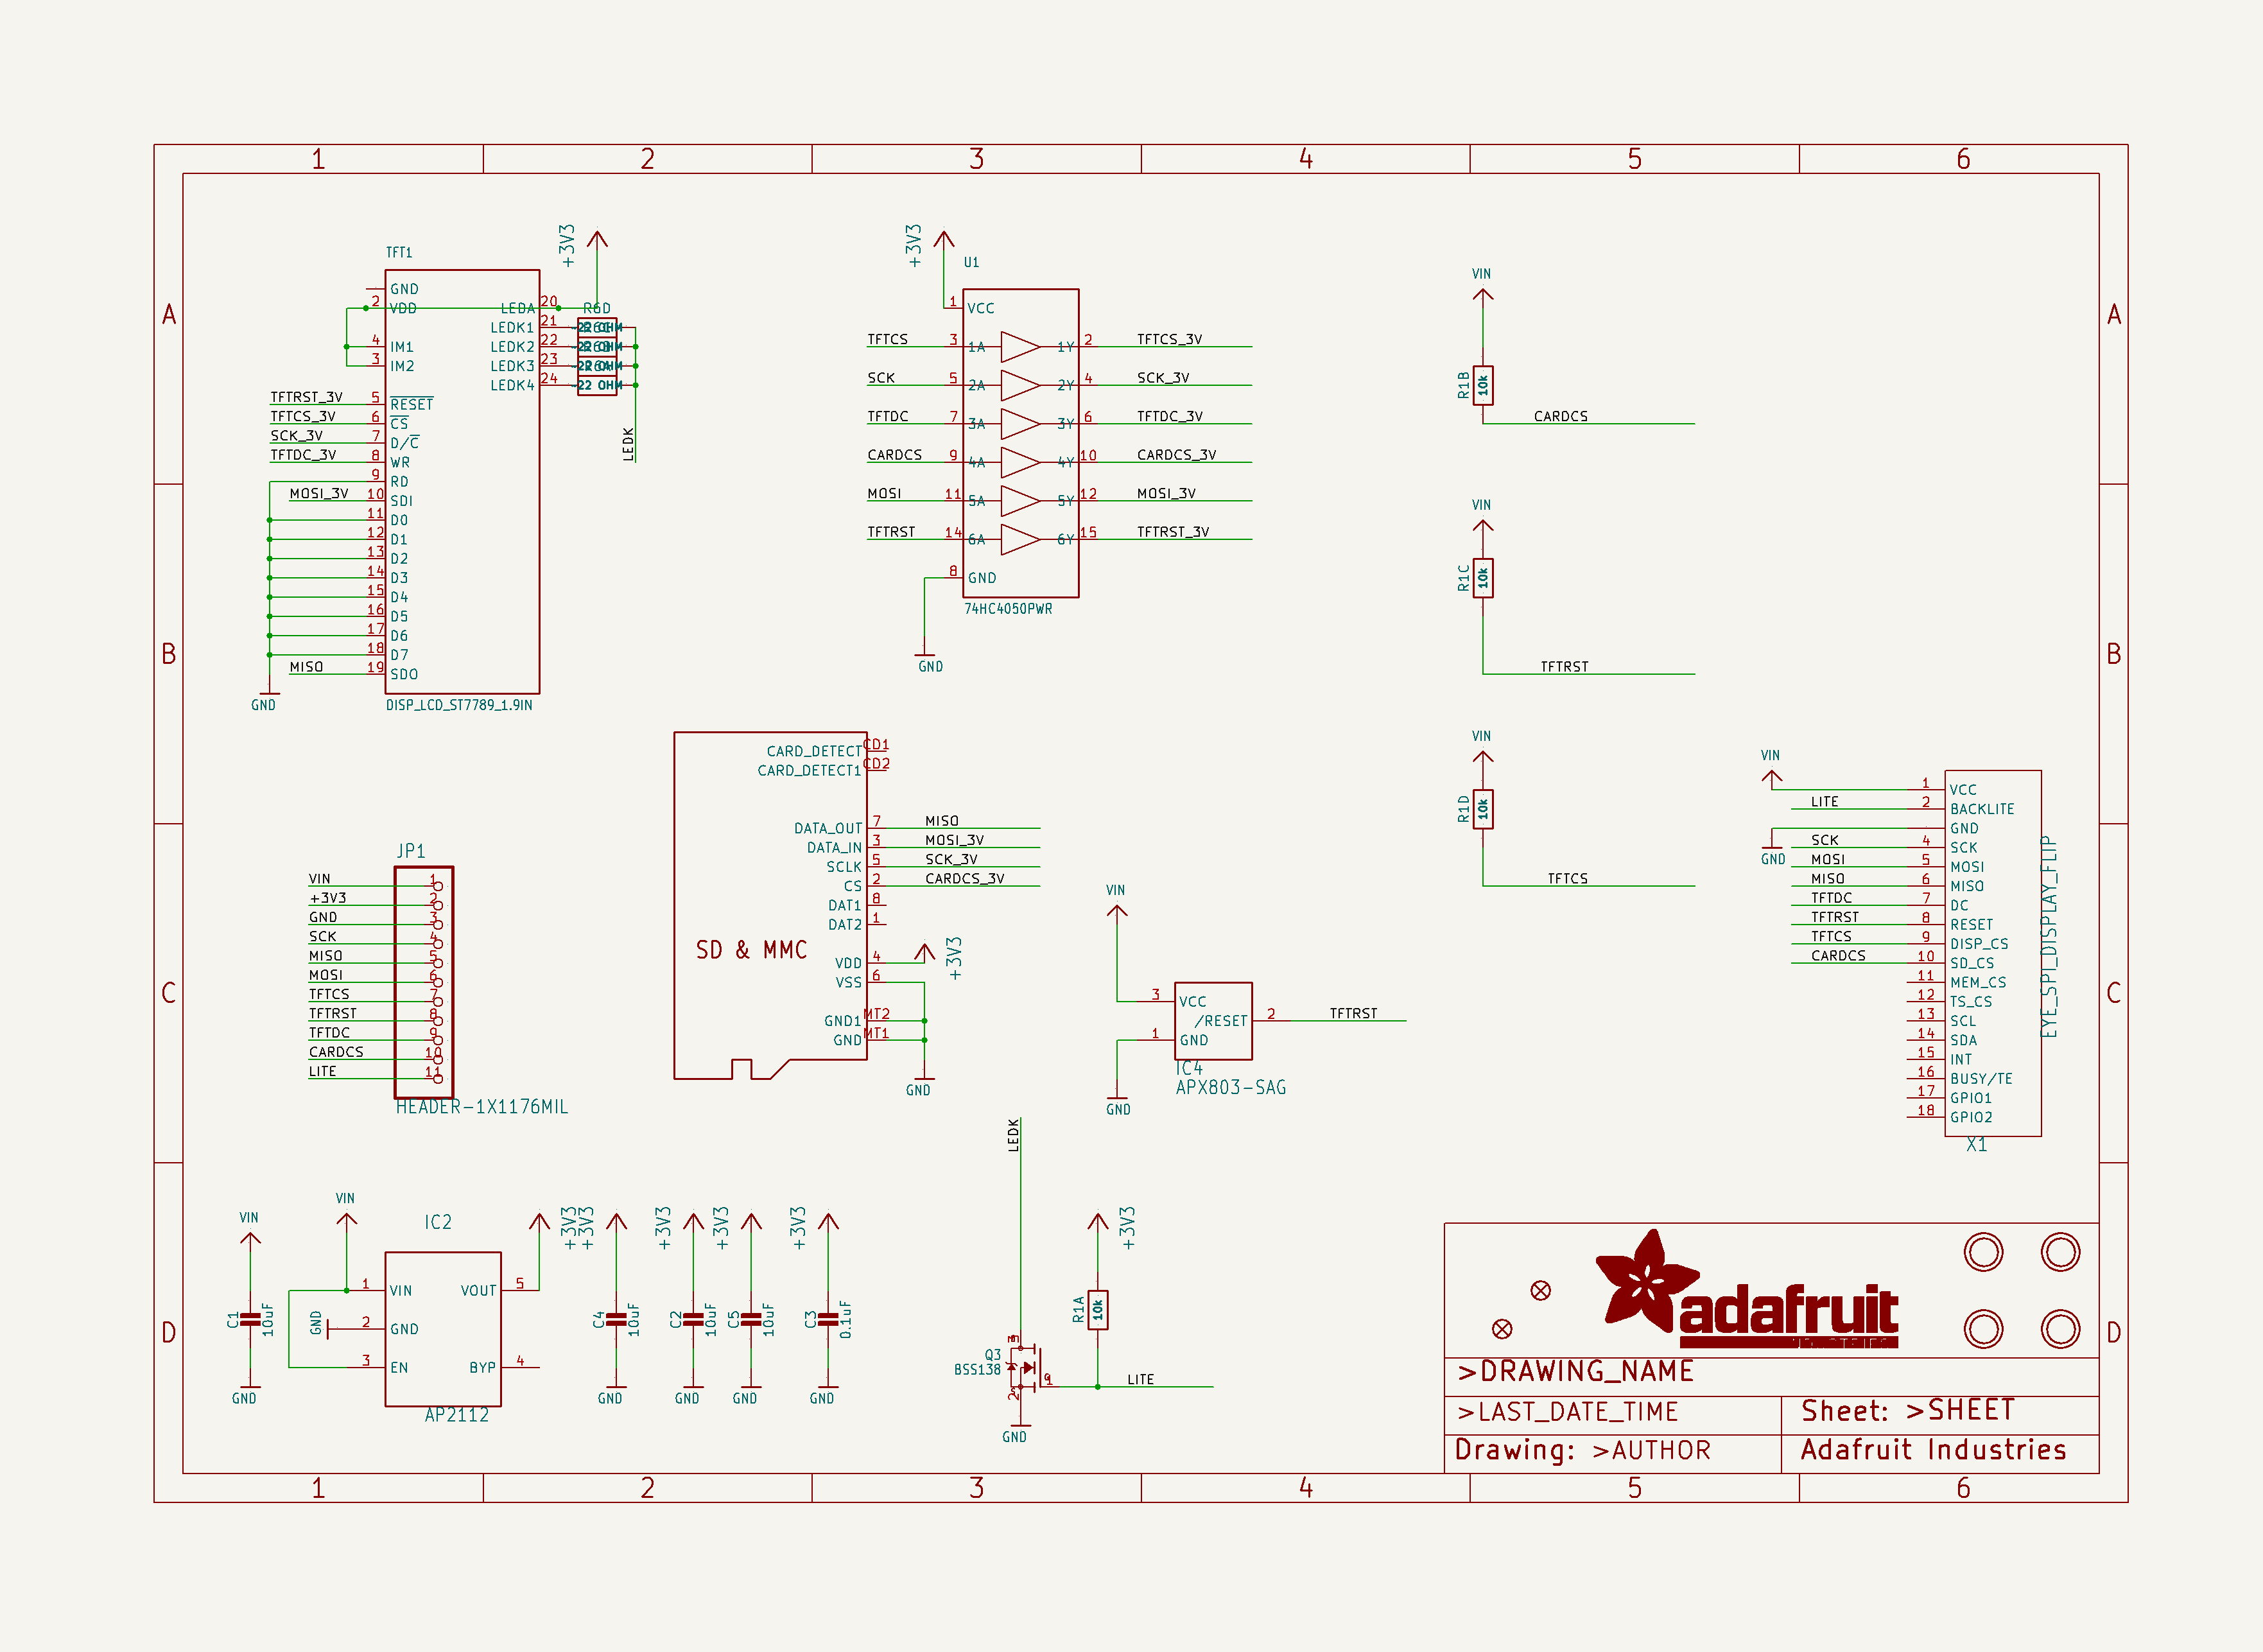 1 2 3 4 5 6
A A
B B
C C
D D
TFT1
+3V3
GND
2 VDD
4 IM1
3 IM2
TFTRST_3V 5 RESET
TFTCS_3V 6 CS
SCK_3V 7 D/C
TFTDC_3V 8 WR
9 RD
MOSI_3V 10 SDI
11 D0
12 D1
13 D2
14 D3
15 D4
16 D5
17 D6
18 D7
MISO 19 SDO
GND
LEDA 20
LEDK1 21
LEDK2 22
LEDK3 23
LEDK4 24
R6D
22 OHM
22 OHM
22 OHM
22 OHM
LEDK
DISP_LCD_ST7789_1.9IN
+3V3
U1
1 VCC
TFTCS 3 1A 1Y 2 TFTCS_3V
SCK 5 2A 2Y 4 SCK_3V
TFTDC 7 3A 3Y 6 TFTDC_3V
CARDCS 9 4A 4Y 10 CARDCS_3V
MOSI 11 5A 5Y 12 MOSI_3V
TFTRST 14 6A 6Y 15 TFTRST_3V
8 GND
74HC4050PWR
GND
VIN
R1B
10k
CARDCS
VIN
R1C
10k
TFTRST
VIN
R1D
10k
TFTCS
CARD_DETECT CD1
CARD_DETECT1 CD2
DATA_OUT 7 MISO
DATA_IN 3 MOSI_3V
SCLK 5 SCK_3V
CS 2 CARDCS_3V
DAT1 8
DAT2 1
SD & MMC
VDD 4
VSS 6
GND1 MT2
GND MT1
+3V3
GND
VIN
3 VCC
/RESET 2 TFTRST
1 GND
IC4
APX803-SAG
GND
VIN
1 VCC
LITE 2 BACKLITE
GND
GND
SCK 4 SCK
MOSI 5 MOSI
MISO 6 MISO
TFTDC 7 DC
TFTRST 8 RESET
TFTCS 9 DISP_CS
CARDCS 10 SD_CS
11 MEM_CS
12 TS_CS
13 SCL
14 SDA
15 INT
16 BUSY/TE
17 GPIO1
18 GPIO2
EYE_SPI_DISPLAY_FLIP
X1
JP1
VIN 1
+3V3 2
GND 3
SCK 4
MISO 5
MOSI 6
TFTCS 7
TFTRST 8
TFTDC 9
CARDCS 10
LITE 11
HEADER-1X1176MIL
VIN
C1
10uF
GND
VIN
IC2
1 VIN
GND 2 GND
3 EN
VOUT 5
BYP 4
AP2112
+3V3
+3V3
C4
10uF
GND
+3V3
C2
10uF
GND
+3V3
C5
10uF
GND
+3V3
C3
0.1uF
GND
LEDK
Q3
BSS138
3
2
1
GND
+3V3
R1A
10k
LITE
adafruit
>DRAWING_NAME
>LAST_DATE_TIME
Sheet: >SHEET
Drawing: >AUTHOR
Adafruit Industries
1 2 3 4 5 6